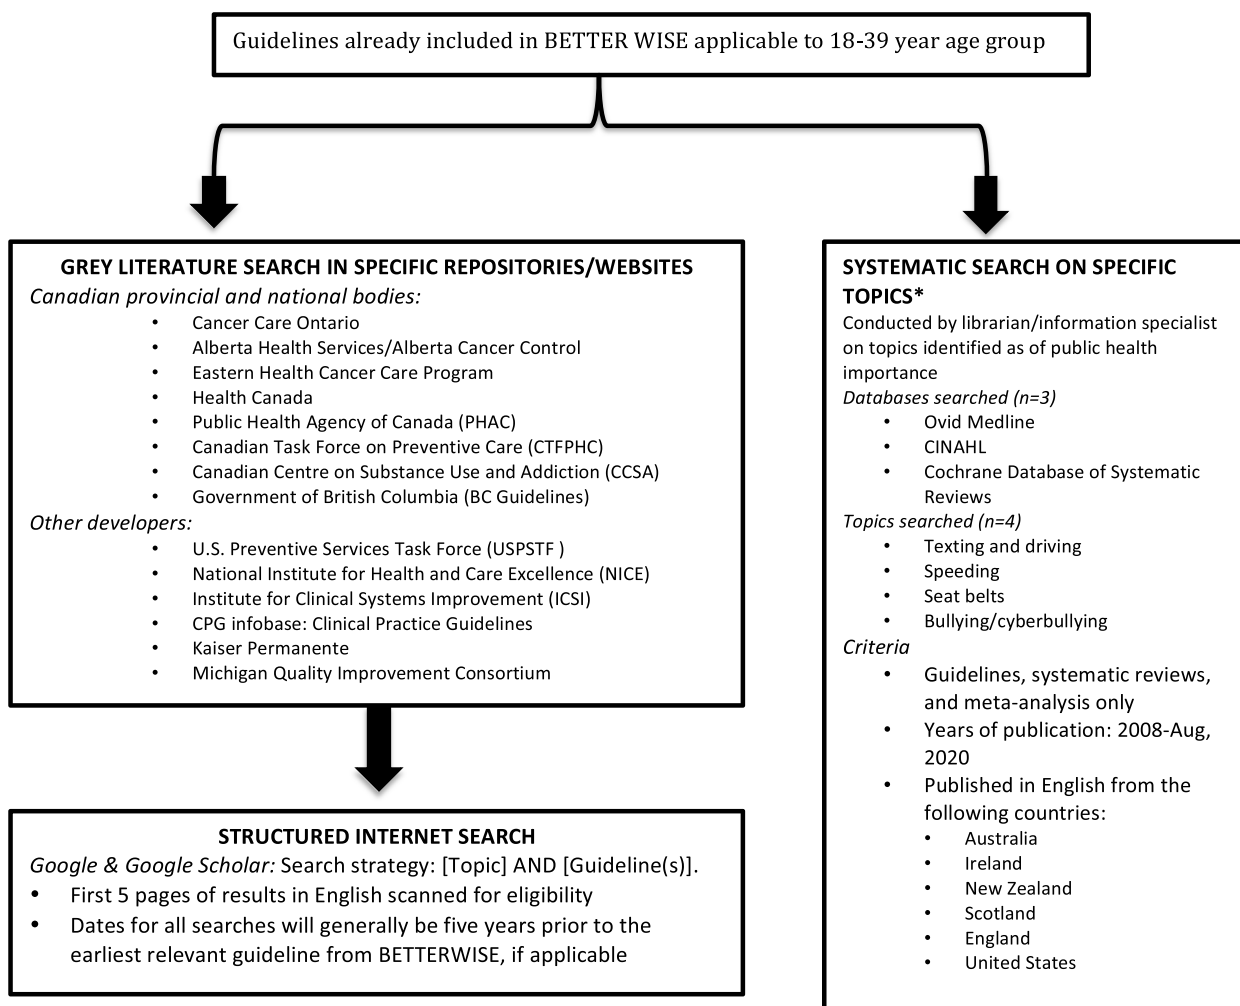 Guidelines already included in BETTER WISE applicable to 18-39 year age group
GREY LITERATURE SEARCH IN SPECIFIC REPOSITORIES/WEBSITES
Canadian provincial and national bodies:
• Cancer Care Ontario
• Alberta Health Services/Alberta Cancer Control
• Eastern Health Cancer Care Program
• Health Canada
• Public Health Agency of Canada (PHAC)
• Canadian Task Force on Preventive Care (CTFPHC)
• Canadian Centre on Substance Use and Addiction (CCSA)
• Government of British Columbia (BC Guidelines)
Other developers:
• U.S. Preventive Services Task Force (USPSTF )
• National Institute for Health and Care Excellence (NICE)
• Institute for Clinical Systems Improvement (ICSI)
• CPG infobase: Clinical Practice Guidelines
• Kaiser Permanente
• Michigan Quality Improvement Consortium
STRUCTURED INTERNET SEARCH
Google & Google Scholar: Search strategy: [Topic] AND [Guideline(s)].
• First 5 pages of results in English scanned for eligibility
• Dates for all searches will generally be five years prior to the
earliest relevant guideline from BETTERWISE, if applicable
SYSTEMATIC SEARCH ON SPECIFIC
TOPICS*
Conducted by librarian/information specialist
on topics identified as of public health
importance
Databases searched (n=3)
• Ovid Medline
• CINAHL
• Cochrane Database of Systematic
Reviews
Topics searched (n=4)
• Texting and driving
• Speeding
• Seat belts
• Bullying/cyberbullying
Criteria
• Guidelines, systematic reviews,
and meta-analysis only
• Years of publication: 2008-Aug,
2020
• Published in English from the
following countries:
• Australia
• Ireland
• New Zealand
• Scotland
• England
• United States